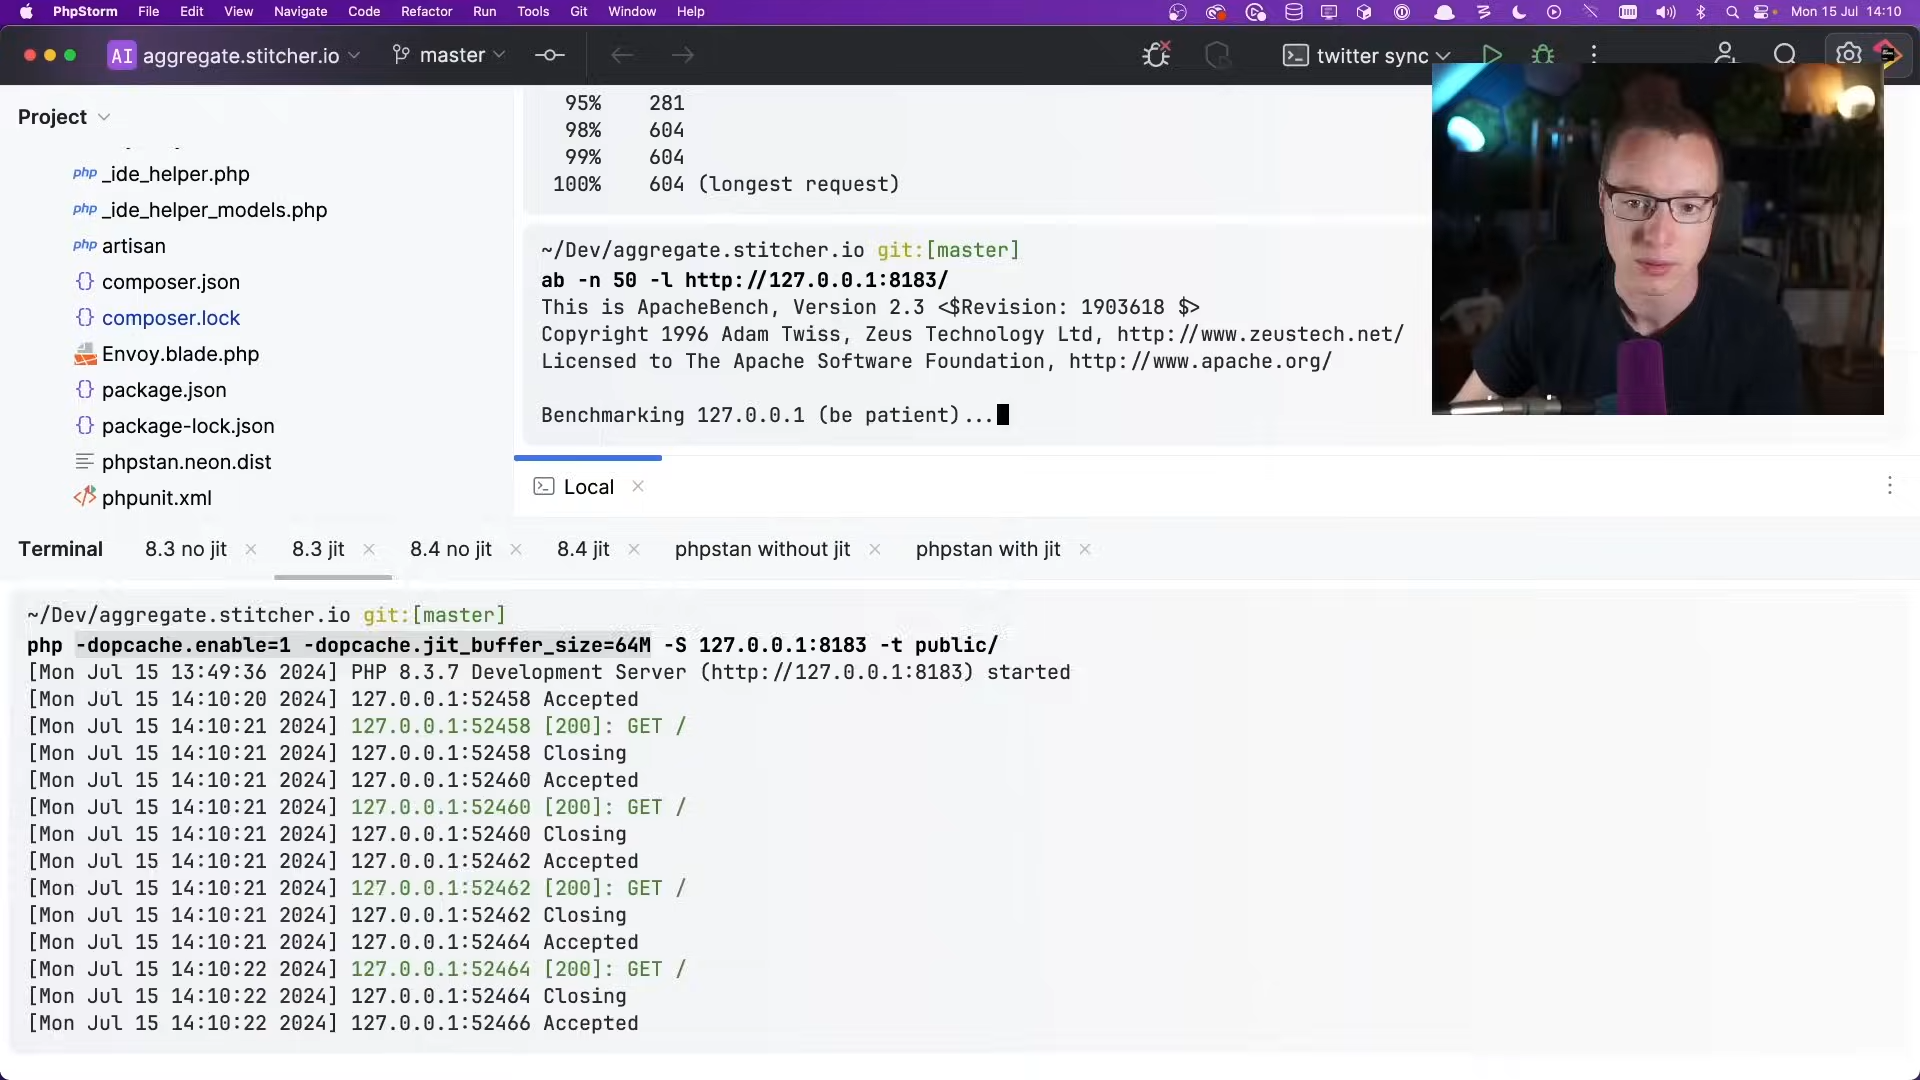 PhpStorm File Edit View Navigate Code Refactor Run Tools Git Window Help Mon 15 Jul 14:10
AI aggregate.stitcher.io master twitter sync
Project
php _ide_helper.php
php _ide_helper_models.php
php artisan
{} composer.json
{} composer.lock
Envoy.blade.php
{} package.json
{} package-lock.json
phpstan.neon.dist
phpunit.xml
95% 281
98% 604
99% 604
100% 604 (longest request)
~/Dev/aggregate.stitcher.io git:[master]
ab -n 50 -l http://127.0.0.1:8183/
This is ApacheBench, Version 2.3 <$Revision: 1903618 $>
Copyright 1996 Adam Twiss, Zeus Technology Ltd, http://www.zeustech.net/
Licensed to The Apache Software Foundation, http://www.apache.org/
Benchmarking 127.0.0.1 (be patient)...
Local
Terminal 8.3 no jit 8.3 jit 8.4 no jit 8.4 jit phpstan without jit phpstan with jit
~/Dev/aggregate.stitcher.io git:[master]
php -dopcache.enable=1 -dopcache.jit_buffer_size=64M -S 127.0.0.1:8183 -t public/
[Mon Jul 15 13:49:36 2024] PHP 8.3.7 Development Server (http://127.0.0.1:8183) started
[Mon Jul 15 14:10:20 2024] 127.0.0.1:52458 Accepted
[Mon Jul 15 14:10:21 2024] 127.0.0.1:52458 [200]: GET /
[Mon Jul 15 14:10:21 2024] 127.0.0.1:52458 Closing
[Mon Jul 15 14:10:21 2024] 127.0.0.1:52460 Accepted
[Mon Jul 15 14:10:21 2024] 127.0.0.1:52460 [200]: GET /
[Mon Jul 15 14:10:21 2024] 127.0.0.1:52460 Closing
[Mon Jul 15 14:10:21 2024] 127.0.0.1:52462 Accepted
[Mon Jul 15 14:10:21 2024] 127.0.0.1:52462 [200]: GET /
[Mon Jul 15 14:10:21 2024] 127.0.0.1:52462 Closing
[Mon Jul 15 14:10:21 2024] 127.0.0.1:52464 Accepted
[Mon Jul 15 14:10:22 2024] 127.0.0.1:52464 [200]: GET /
[Mon Jul 15 14:10:22 2024] 127.0.0.1:52464 Closing
[Mon Jul 15 14:10:22 2024] 127.0.0.1:52466 Accepted